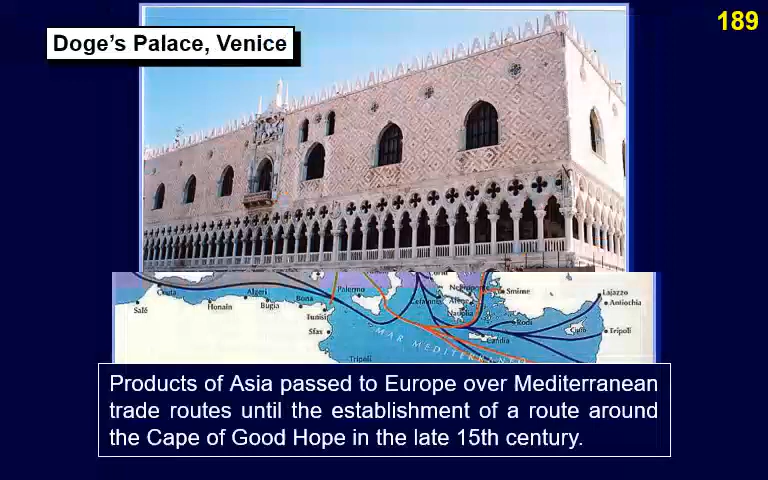 189
Doge's Palace, Venice
Ceuta
Algeri
Palermo
Smirne
Lajazzo
Salé
Honain
Bugia
Bona
Tunisi
Cefalonia
Atene
Nauplia
Rodi
Antiochia
Sfax
Candia
Tripoli
MAR MEDITERRANEO
Tripoli
Products of Asia passed to Europe over Mediterranean
trade routes until the establishment of a route around
the Cape of Good Hope in the late 15th century.